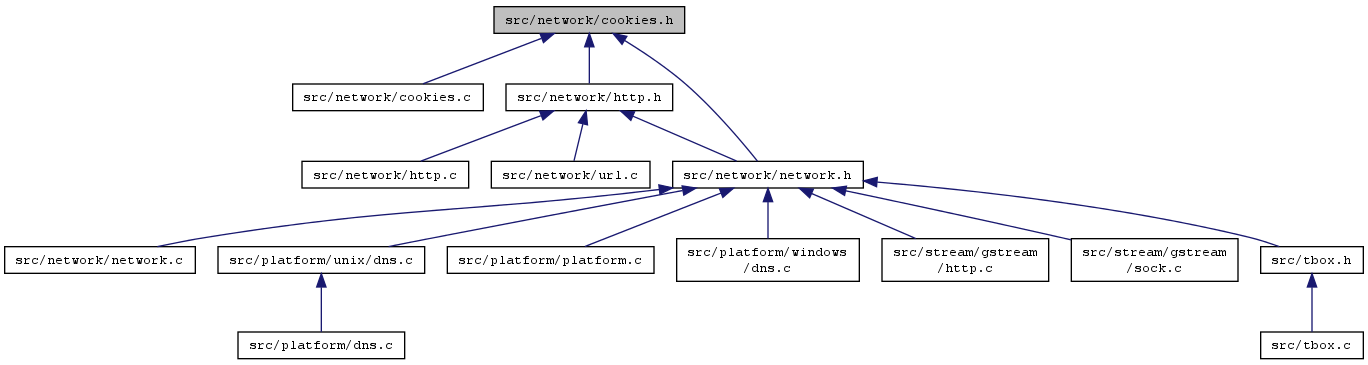 src/network/cookies.h
src/network/cookies.c
src/network/http.h
src/network/http.c
src/network/url.c
src/network/network.h
src/network/network.c
src/platform/unix/dns.c
src/platform/platform.c
src/platform/windows
/dns.c
src/stream/gstream
/http.c
src/stream/gstream
/sock.c
src/tbox.h
src/platform/dns.c
src/tbox.c